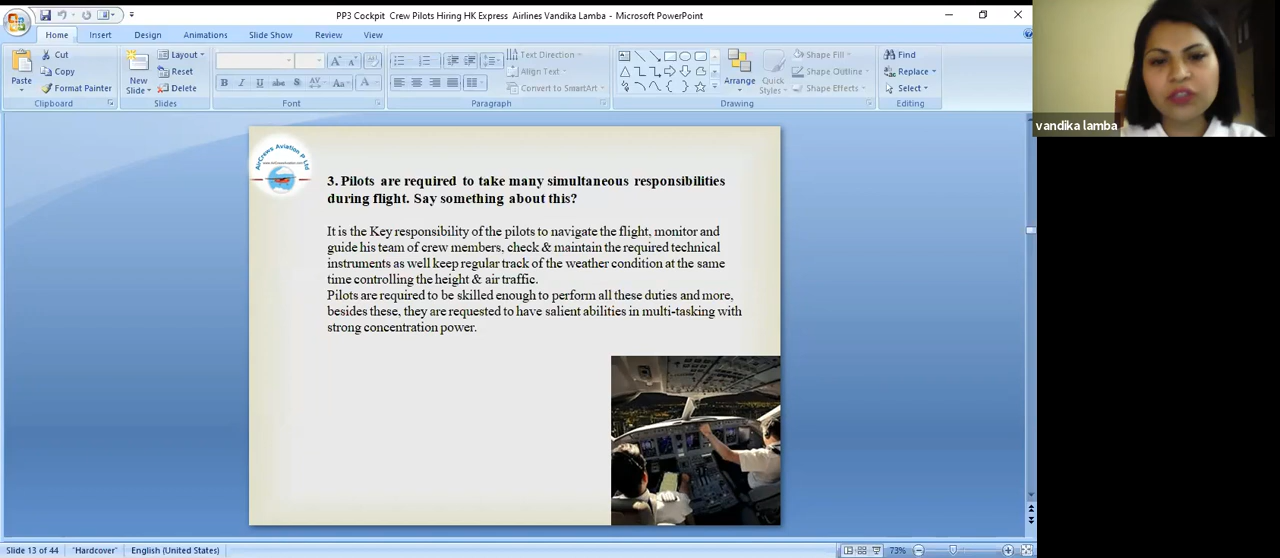 PP3 Cockpit Crew Pilots Hiring HK Express Airlines Vandika Lamba - Microsoft PowerPoint
Home Insert Design Animations Slide Show Review View
Paste
Cut
Copy
Format Painter
Clipboard
New Slide
Layout
Reset
Delete
Slides
Font
Text Direction
Align Text
Convert to SmartArt
Paragraph
Arrange
Quick Styles
Shape Fill
Shape Outline
Shape Effects
Drawing
Find
Replace
Select
Editing
vandika lamba
AirCrews Aviation P Ltd
3. Pilots are required to take many simultaneous responsibilities
during flight. Say something about this?
It is the Key responsibility of the pilots to navigate the flight, monitor and
guide his team of crew members, check & maintain the required technical
instruments as well keep regular track of the weather condition at the same
time controlling the height & air traffic.
Pilots are required to be skilled enough to perform all these duties and more,
besides these, they are requested to have salient abilities in multi-tasking with
strong concentration power.
Slide 13 of 44 "Hardcover" English (United States) 73%